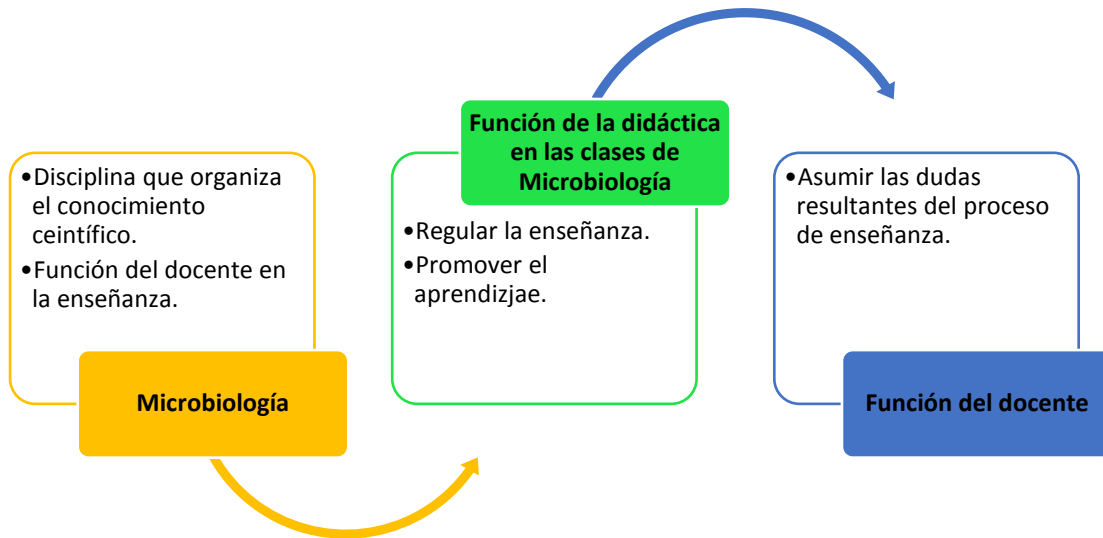 •Disciplina que organiza
el conocimiento
ceintífico.
•Función del docente en
la enseñanza.
Microbiología
Función de la didáctica
en las clases de
Microbiología
•Regular la enseñanza.
•Promover el
aprendizjae.
•Asumir las dudas
resultantes del proceso
de enseñanza.
Función del docente